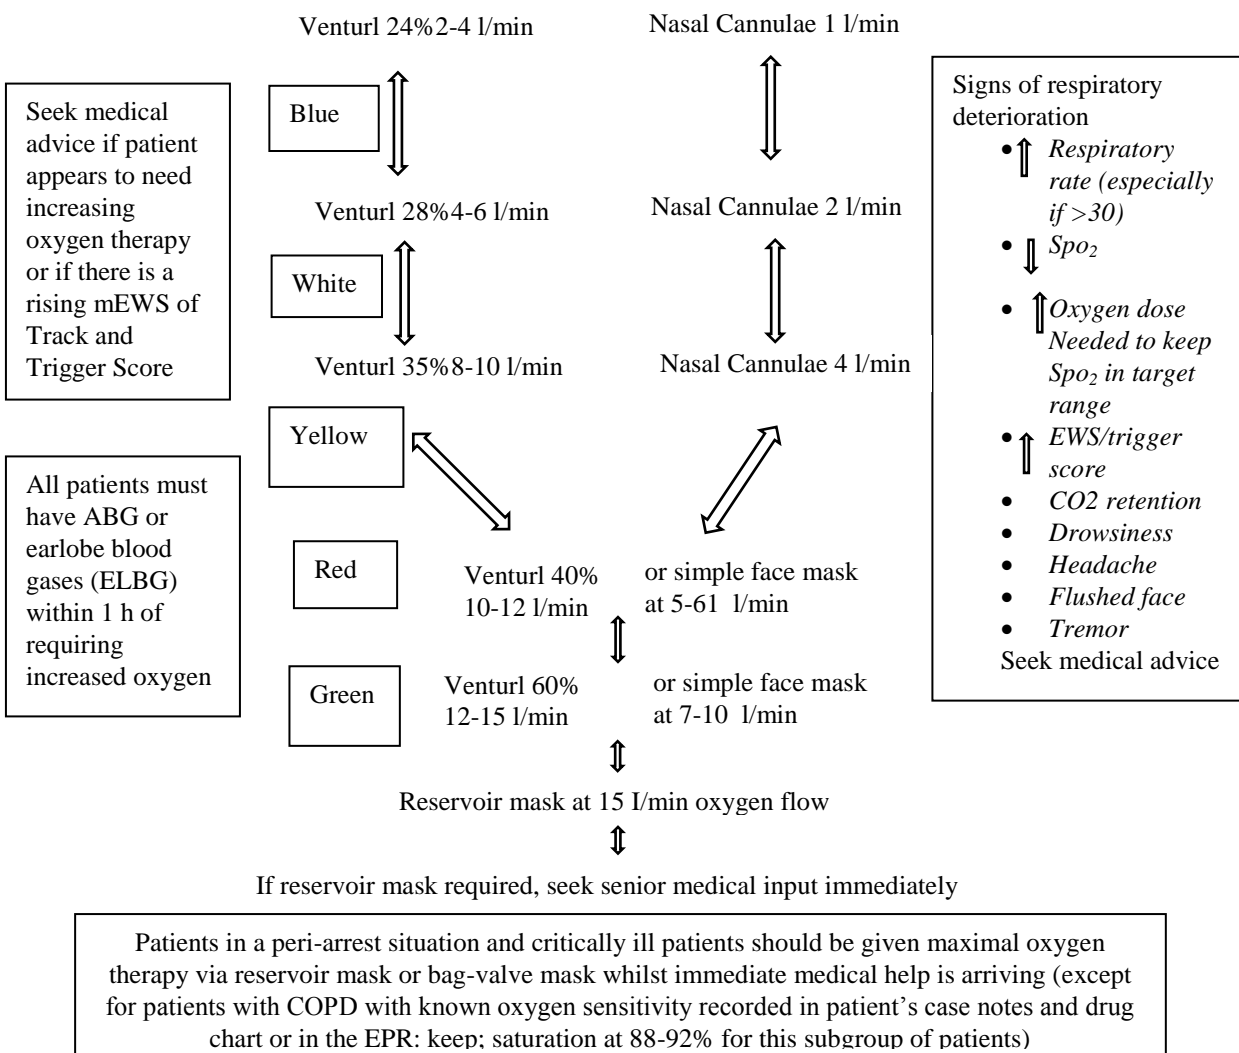 Venturl 24%2-4 l/min
Nasal Cannulae 1 l/min
Seek medical
advice if patient
appears to need
increasing
oxygen therapy
or if there is a
rising mEWS of
Track and
Trigger Score
Blue
Venturl 28%4-6 l/min
Nasal Cannulae 2 l/min
White
Venturl 35%8-10 l/min
Nasal Cannulae 4 l/min
Yellow
All patients must
have ABG or
earlobe blood
gases (ELBG)
within 1 h of
requiring
increased oxygen
Red
Venturl 40%
10-12 l/min
or simple face mask
at 5-61 l/min
Green
Venturl 60%
12-15 l/min
or simple face mask
at 7-10 l/min
Reservoir mask at 15 I/min oxygen flow
If reservoir mask required, seek senior medical input immediately
Signs of respiratory
deterioration
• Respiratory
rate (especially
if >30)
• Spo₂
• Oxygen dose
Needed to keep
Spo₂ in target
range
• EWS/trigger
score
• CO2 retention
• Drowsiness
• Headache
• Flushed face
• Tremor
Seek medical advice
Patients in a peri-arrest situation and critically ill patients should be given maximal oxygen
therapy via reservoir mask or bag-valve mask whilst immediate medical help is arriving (except
for patients with COPD with known oxygen sensitivity recorded in patient’s case notes and drug
chart or in the EPR: keep; saturation at 88-92% for this subgroup of patients)